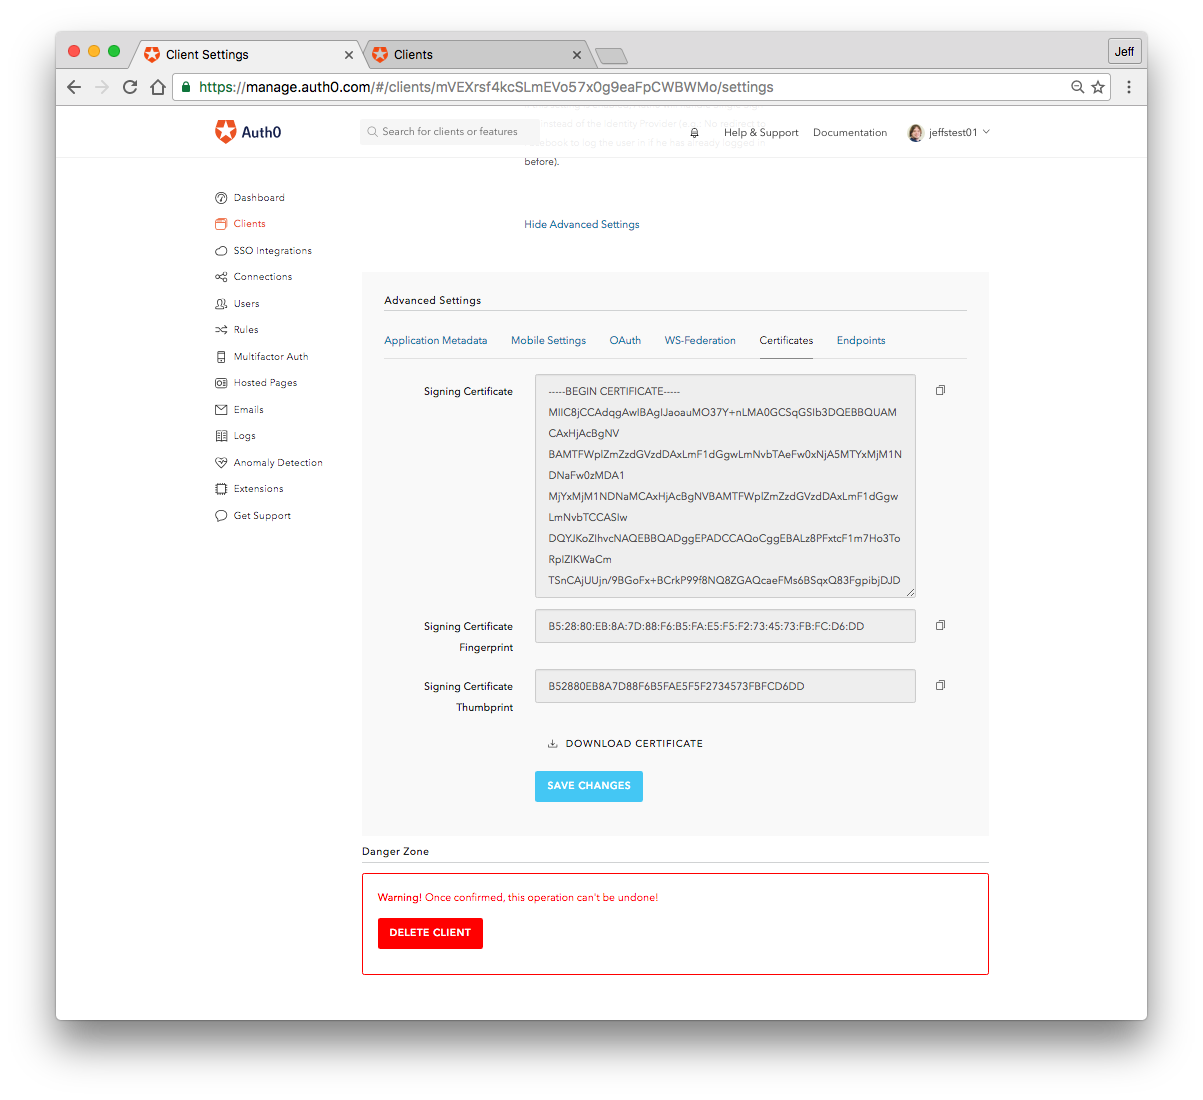 Client Settings
Clients
Jeff
https://manage.auth0.com/#/clients/mVEXrsf4kcSLmEVo57x0g9eaFpCWBWMo/settings
Auth0
Search for clients or features
Help & Support
Documentation
jeffstest01
instead of the Identity Provider (e.g.: No redirect to
to log the user in if he has already logged in
before).
Dashboard
Clients
SSO Integrations
Connections
Users
Rules
Multifactor Auth
Hosted Pages
Emails
Logs
Anomaly Detection
Extensions
Get Support
Hide Advanced Settings
Advanced Settings
Application Metadata
Mobile Settings
OAuth
WS-Federation
Certificates
Endpoints
Signing Certificate
-----BEGIN CERTIFICATE-----
MIIC8jCCAdqgAwIBAgIJaoauMO37Y+nLMA0GCSqGSIb3DQEBBQUAM
CAxHjAcBgNV
BAMTFWplZmZzdGVzdDAxLmF1dGgwLmNvbTAeFw0xNjA5MTYxMjM1N
DNaFw0zMDA1
MjYxMjM1NDNaMCAxHjAcBgNVBAMTFWplZmZzdGVzdDAxLmF1dGgw
LmNvbTCCASIw
DQYJKoZIhvcNAQEBBQADggEPADCCAQoCggEBALz8PFxtcF1m7Ho3To
RplZIKWaCm
TSnCAjUUjn/9BGoFx+BCrkP99f8NQ8ZGAQcaeFMs6BSqxQ83FgpibjDJD
Signing Certificate
Fingerprint
B5:28:80:EB:8A:7D:88:F6:B5:FA:E5:F5:F2:73:45:73:FB:FC:D6:DD
Signing Certificate
Thumbprint
B52880EB8A7D88F6B5FAE5F5F2734573FBFCD6DD
DOWNLOAD CERTIFICATE
SAVE CHANGES
Danger Zone
Warning! Once confirmed, this operation can't be undone!
DELETE CLIENT